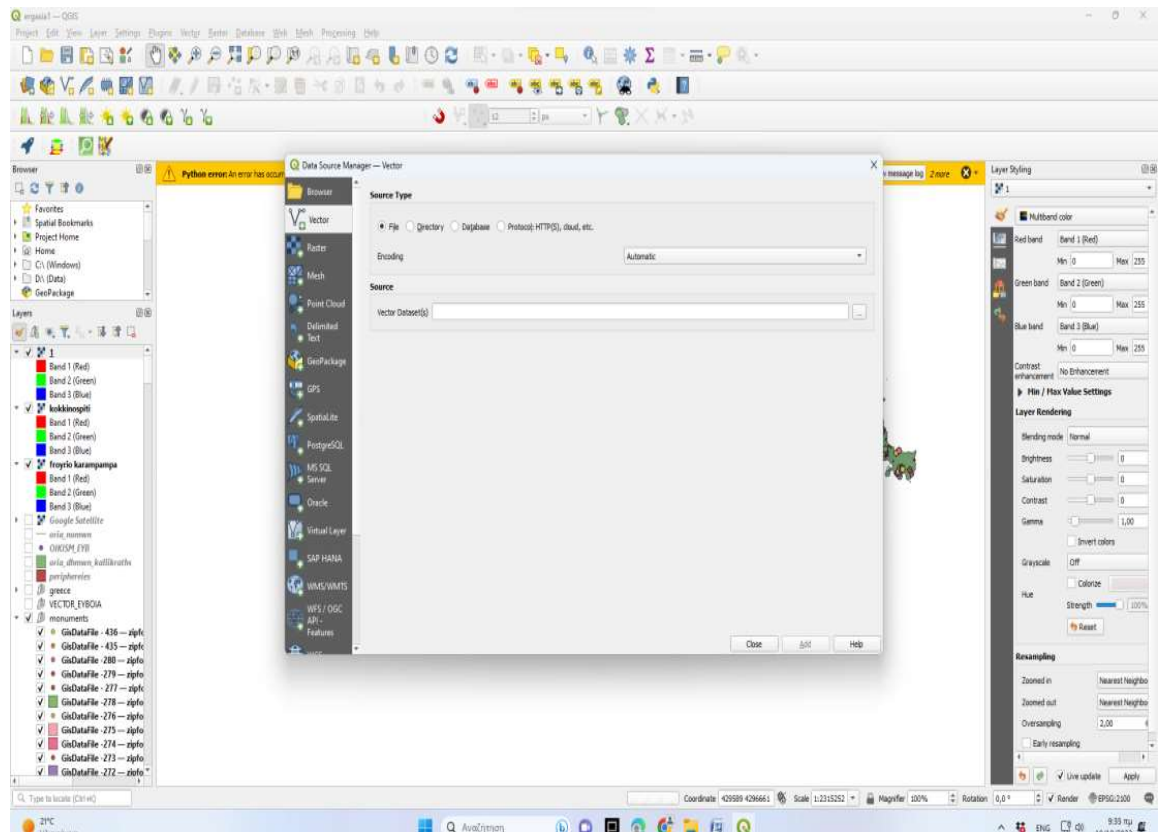 ergasia1 — QGIS
Project Edit View Layer Settings Plugins Vector Raster Database Web Mesh Processing Help
12
px
Browser
Favorites
Spatial Bookmarks
Project Home
Home
C:\ (Windows)
D:\ (Data)
GeoPackage
Layers
1
Band 1 (Red)
Band 2 (Green)
Band 3 (Blue)
kokkinospiti
Band 1 (Red)
Band 2 (Green)
Band 3 (Blue)
froyrio karampampa
Band 1 (Red)
Band 2 (Green)
Band 3 (Blue)
Google Satellite
oria_nomwn
OIKISM_EYB
oria_dhmwn_kallikraths
periphereies
greece
VECTOR_EYBOIA
monuments
GisDataFile - 436 — zipfo
GisDataFile - 435 — zipfo
GisDataFile -280 — zipfo
GisDataFile -279 — zipfo
GisDataFile - 277 — zipfo
GisDataFile -278 — zipfo
GisDataFile -276 — zipfo
GisDataFile -275 — zipfo
GisDataFile -274 — zipfo
GisDataFile -273 — zipfo
GisDataFile -272 — zipfo
Python error: An error has occurr
message log 2 more
Data Source Manager — Vector
Browser
Vector
Raster
Mesh
Point Cloud
Delimited
Text
GeoPackage
GPS
SpatiaLite
PostgreSQL
MS SQL
Server
Oracle
Virtual Layer
SAP HANA
WMS/WMTS
WFS / OGC
API -
Features
WCS
Source Type
File Directory Database Protocol: HTTP(S), cloud, etc.
Encoding Automatic
Source
Vector Dataset(s) ...
Close Add Help
Layer Styling
1
Multiband color
Red band Band 1 (Red)
Min 0 Max 255
Green band Band 2 (Green)
Min 0 Max 255
Blue band Band 3 (Blue)
Min 0 Max 255
Contrast
enhancement No Enhancement
Min / Max Value Settings
Layer Rendering
Blending mode Normal
Brightness 0
Saturation 0
Contrast 0
Gamma 1,00
Invert colors
Grayscale Off
Hue
Colorize
Strength 100%
Reset
Resampling
Zoomed in Nearest Neighbo
Zoomed out Nearest Neighbo
Oversampling 2,00
Early resampling
Live update Apply
Type to locate (Ctrl+K)
Coordinate 429589 4296661 Scale 1:2315252 Magnifier 100% Rotation 0,0 ° Render EPSG:2100
21°C
Αναζήτηση
ENG
9:35 πμ